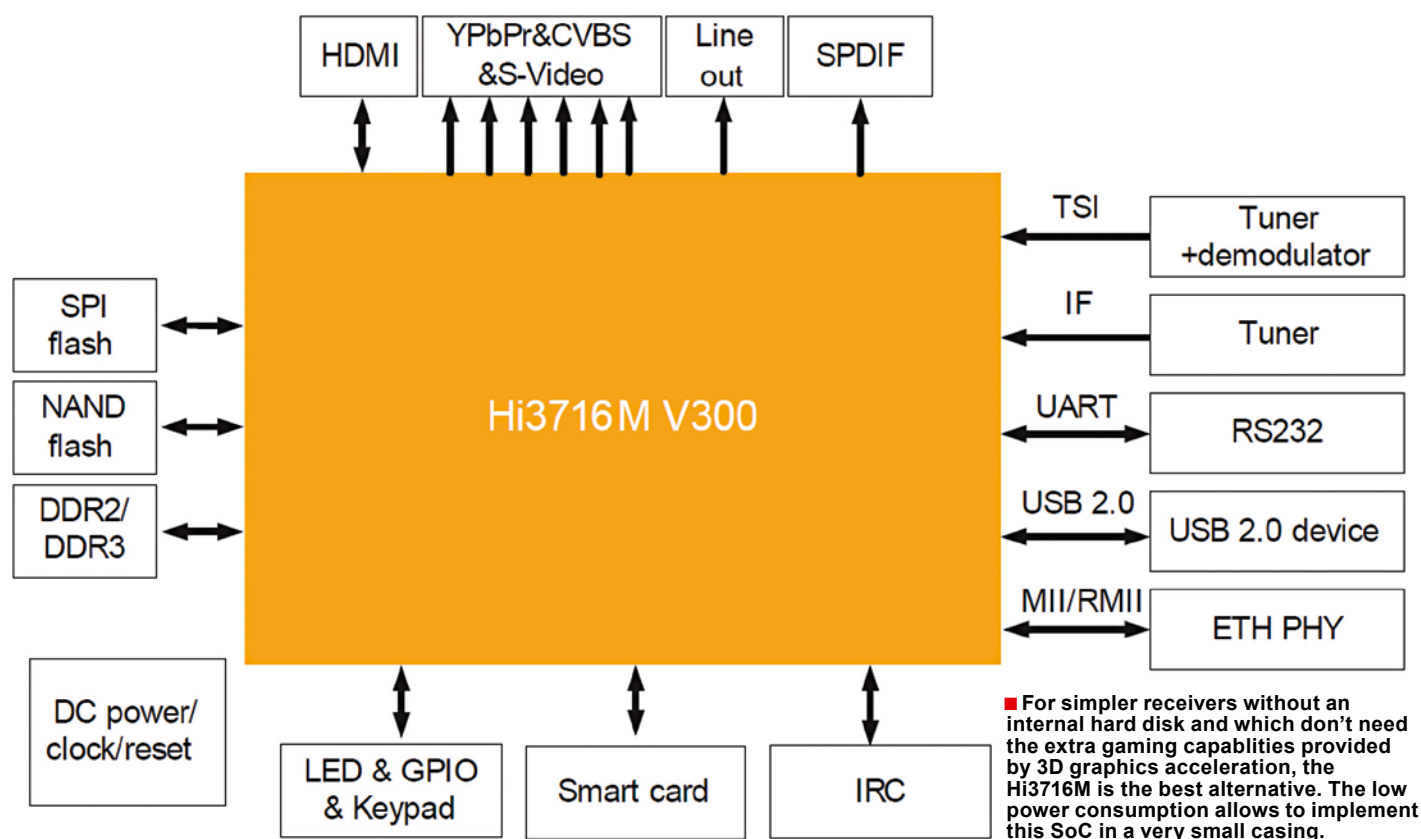 HDMI
YPbPr&CVBS
&S-Video
Line
out
SPDIF
TSI
Tuner
+demodulator
SPI
flash
IF
Tuner
NAND
flash
Hi3716M V300
UART
RS232
DDR2/
DDR3
USB 2.0
USB 2.0 device
MII/RMII
ETH PHY
DC power/
clock/reset
LED & GPIO
& Keypad
Smart card
IRC
For simpler receivers without an
internal hard disk and which don’t need
the extra gaming capablities provided
by 3D graphics acceleration, the
Hi3716M is the best alternative. The low
power consumption allows to implement
this SoC in a very small casing.